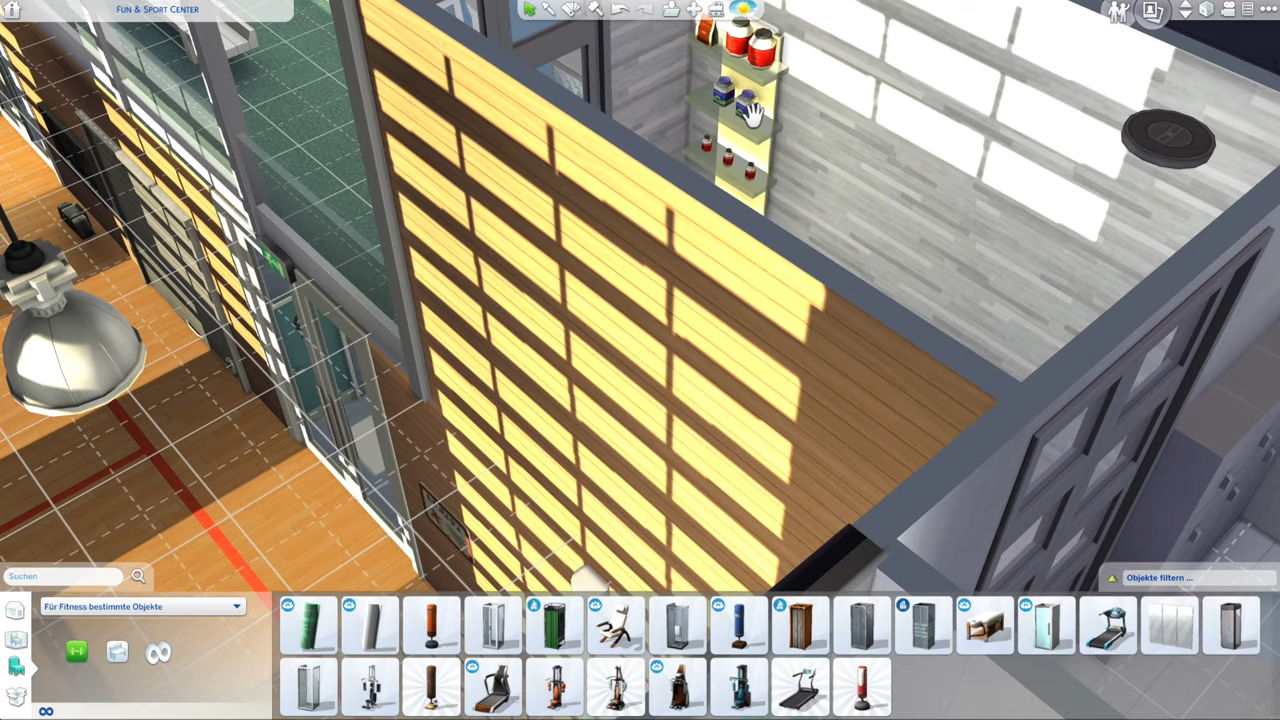 FUN & SPORT CENTER
Suchen
Objekte filtern ...
Für Fitness bestimmte Objekte